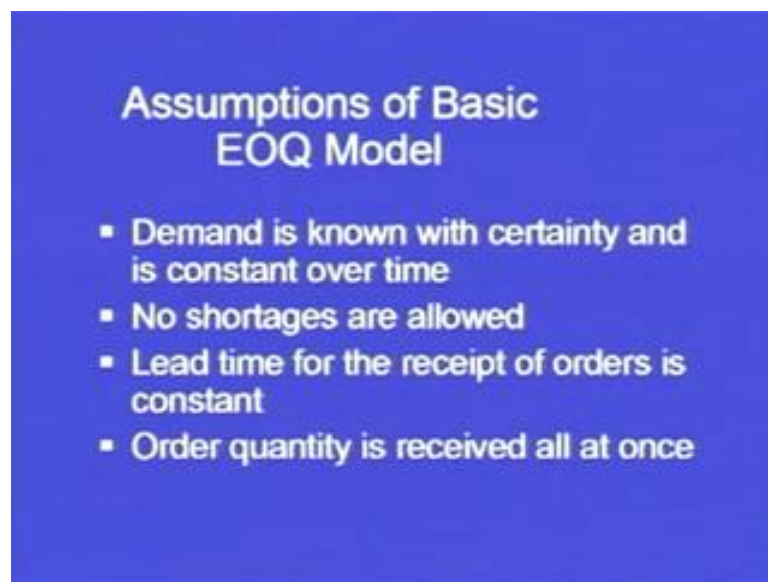 Assumptions of Basic
EOQ Model
▪ Demand is known with certainty and
is constant over time
▪ No shortages are allowed
▪ Lead time for the receipt of orders is
constant
▪ Order quantity is received all at once